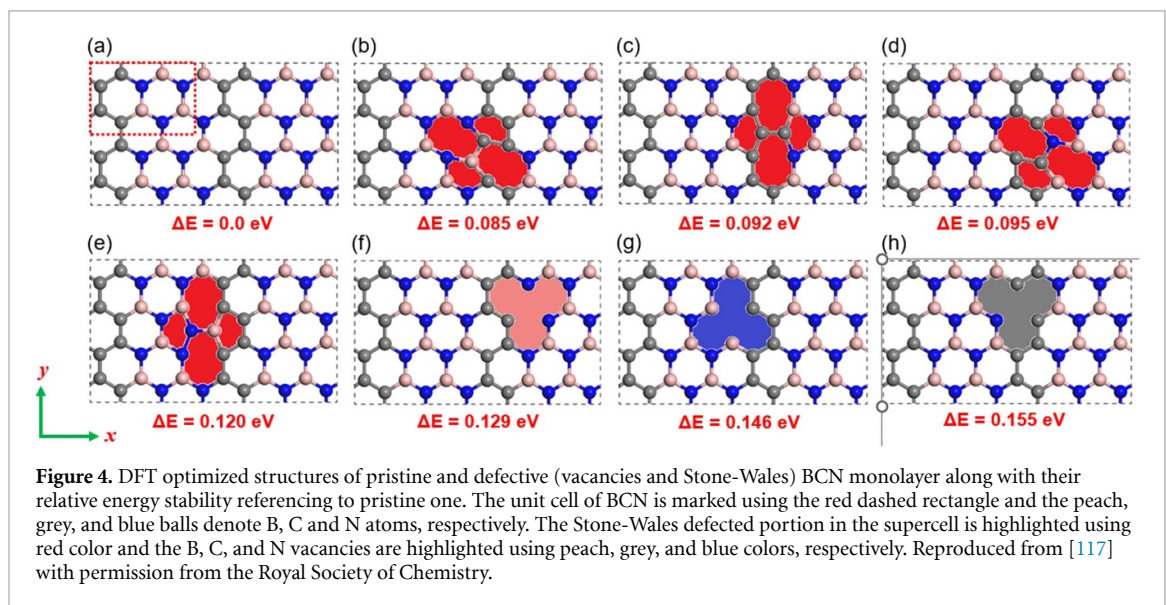 (a) (b) (c) (d)
ΔE = 0.0 eV ΔE = 0.085 eV ΔE = 0.092 eV ΔE = 0.095 eV
(e) (f) (g) (h)
y
x
ΔE = 0.120 eV ΔE = 0.129 eV ΔE = 0.146 eV ΔE = 0.155 eV
Figure 4. DFT optimized structures of pristine and defective (vacancies and Stone-Wales) BCN monolayer along with their
relative energy stability referencing to pristine one. The unit cell of BCN is marked using the red dashed rectangle and the peach,
grey, and blue balls denote B, C and N atoms, respectively. The Stone-Wales defected portion in the supercell is highlighted using
red color and the B, C, and N vacancies are highlighted using peach, grey, and blue colors, respectively. Reproduced from [117]
with permission from the Royal Society of Chemistry.